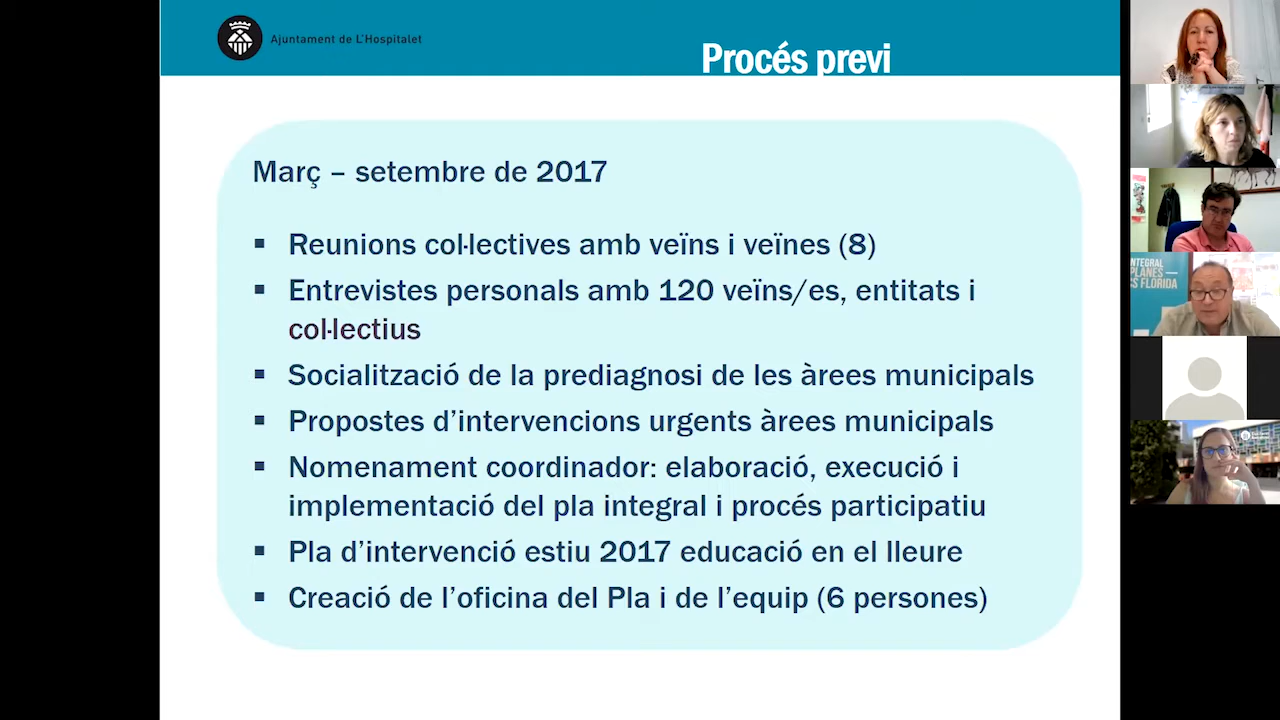 Ajuntament de L'Hospitalet
Procés previ
Març – setembre de 2017
▪ Reunions col·lectives amb veïns i veïnes (8)
▪ Entrevistes personals amb 120 veïns/es, entitats i
col·lectius
▪ Socialització de la prediagnosi de les àrees municipals
▪ Propostes d’intervencions urgents àrees municipals
▪ Nomenament coordinador: elaboració, execució i
implementació del pla integral i procés participatiu
▪ Pla d’intervenció estiu 2017 educació en el lleure
▪ Creació de l’oficina del Pla i de l’equip (6 persones)
NTEGRAL
PLANES
S FLORIDA